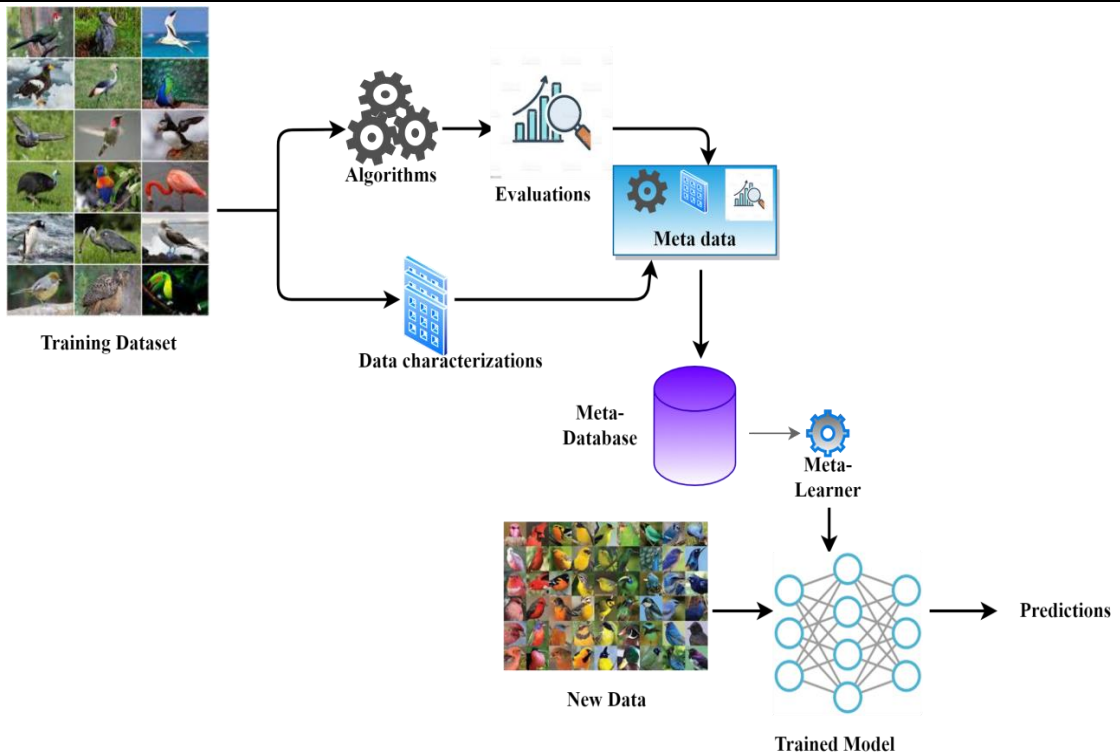 Algorithms
Evaluations
Meta data
Training Dataset
Data characterizations
Meta-
Database
Meta-
Learner
New Data
Predictions
Trained Model